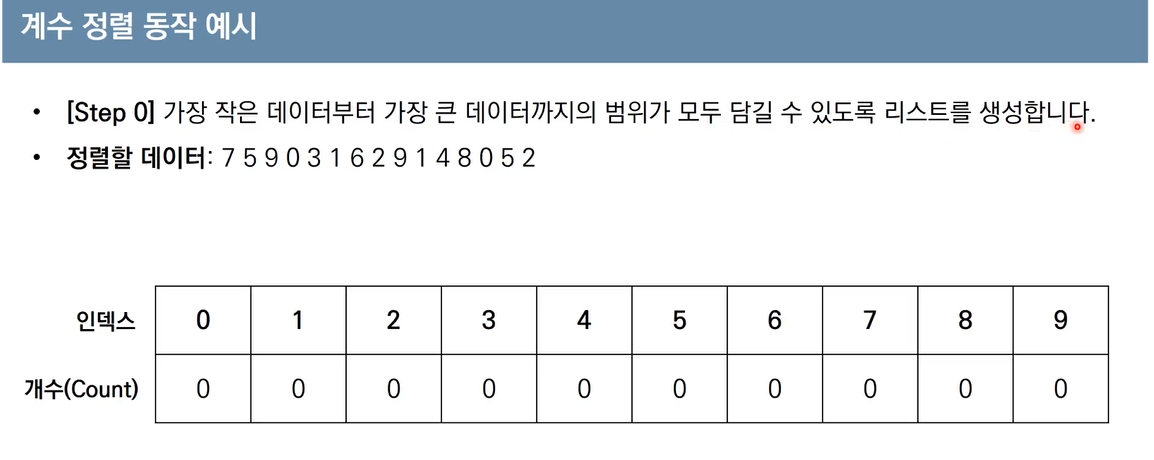 계수 정렬 동작 예시
• [Step 0] 가장 작은 데이터부터 가장 큰 데이터까지의 범위가 모두 담길 수 있도록 리스트를 생성합니다.
• 정렬할 데이터: 7 5 9 0 3 1 6 2 9 1 4 8 0 5 2
인덱스 0 1 2 3 4 5 6 7 8 9
개수(Count) 0 0 0 0 0 0 0 0 0 0